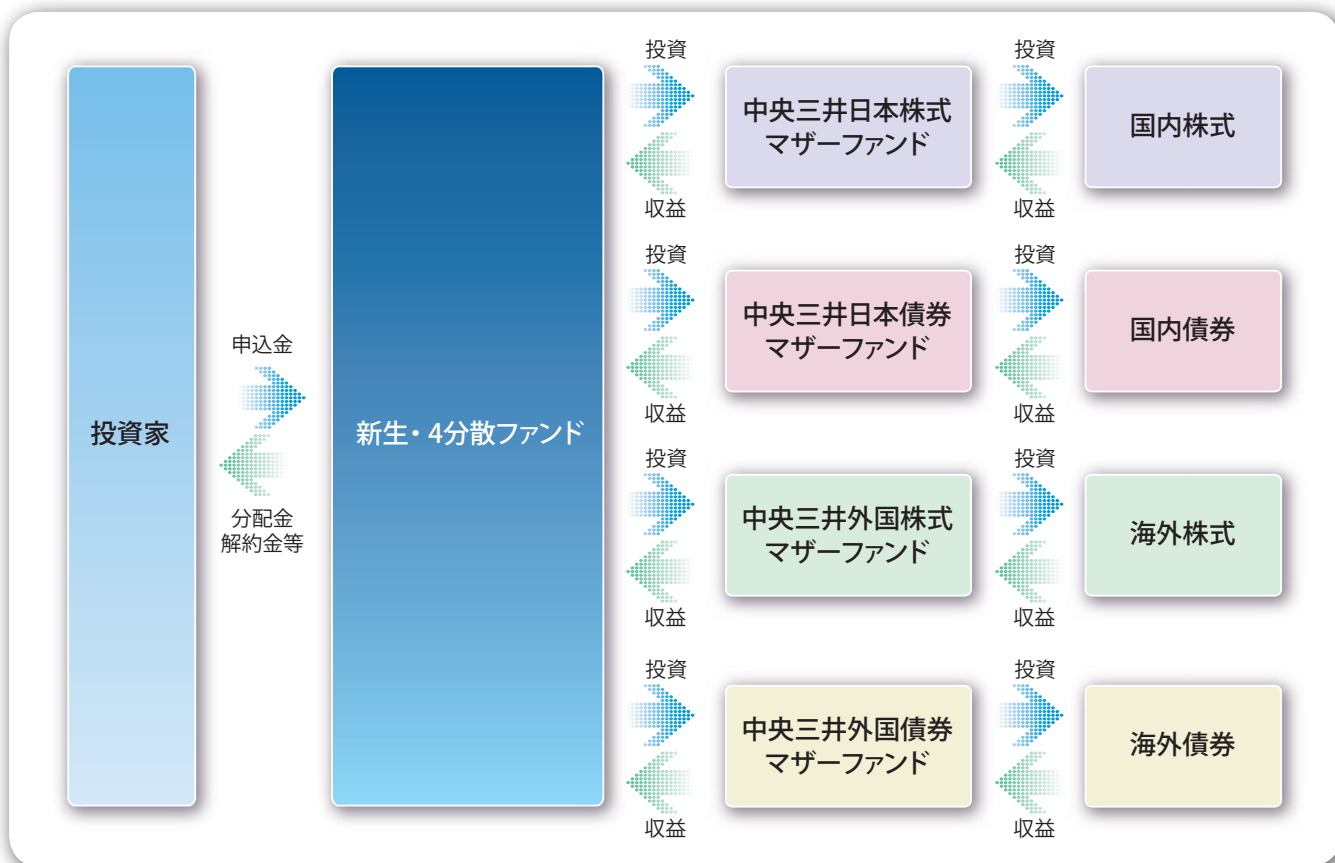 投資家
申込金
分配金
解約金等
新生・4分散ファンド
投資
収益
中央三井日本株式
マザーファンド
投資
収益
国内株式
投資
収益
中央三井日本債券
マザーファンド
投資
収益
国内債券
投資
収益
中央三井外国株式
マザーファンド
投資
収益
海外株式
投資
収益
中央三井外国債券
マザーファンド
投資
収益
海外債券